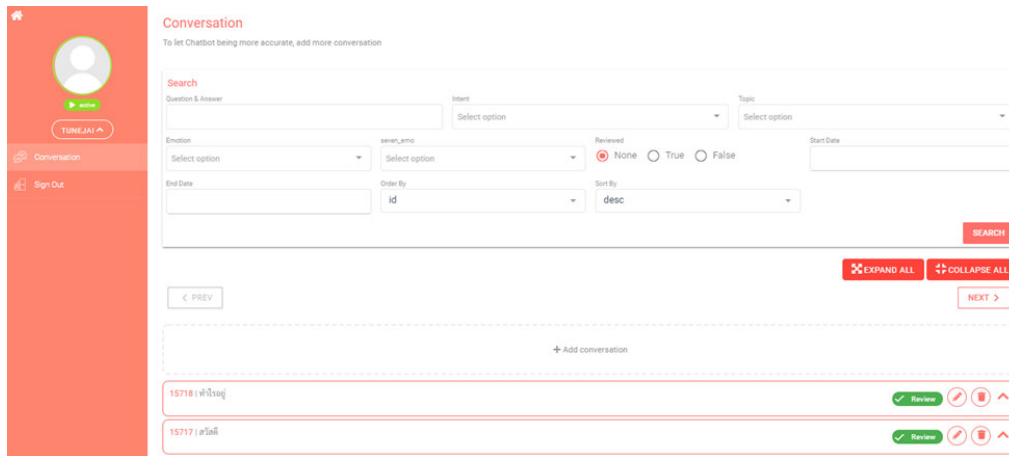 Conversation
To let Chatbot being more accurate, add more conversation
active
TUNEJAI
Conversation
Sign Out
Search
Question & Answer
Intent
Topic
Select option
Select option
Emotion
seven_emo
Reviewed
Start Date
Select option
Select option
None
True
False
End Date
Order By
Sort By
id
desc
SEARCH
EXPAND ALL
COLLAPSE ALL
< PREV
NEXT >
+ Add conversation
15718 | ทำไรอยู่
Review
15717 | สวัสดี
Review